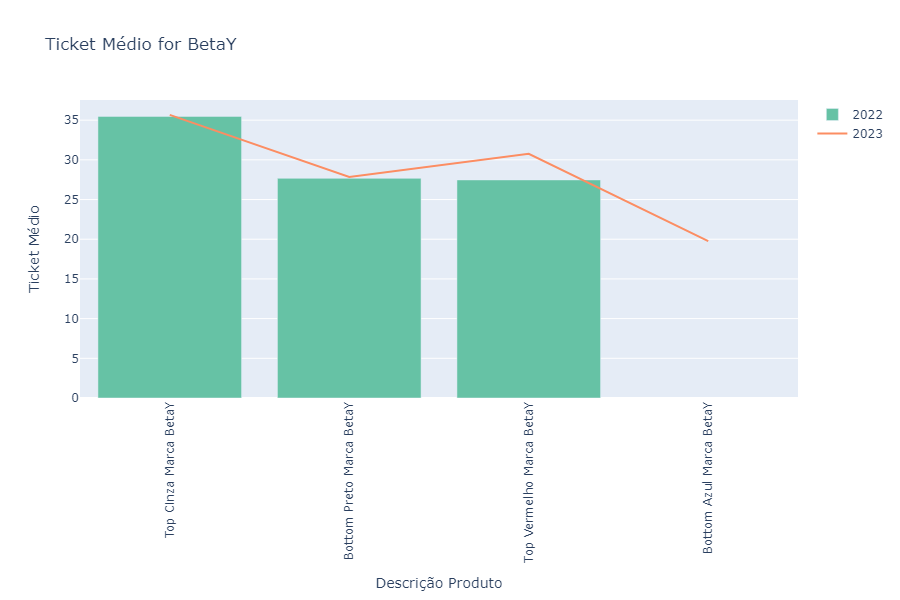 Ticket Médio for BetaY
2022
2023
Ticket Médio
35
30
25
20
15
10
5
0
Top CInza Marca BetaY
Bottom Preto Marca BetaY
Top Vermelho Marca BetaY
Bottom Azul Marca BetaY
Descrição Produto